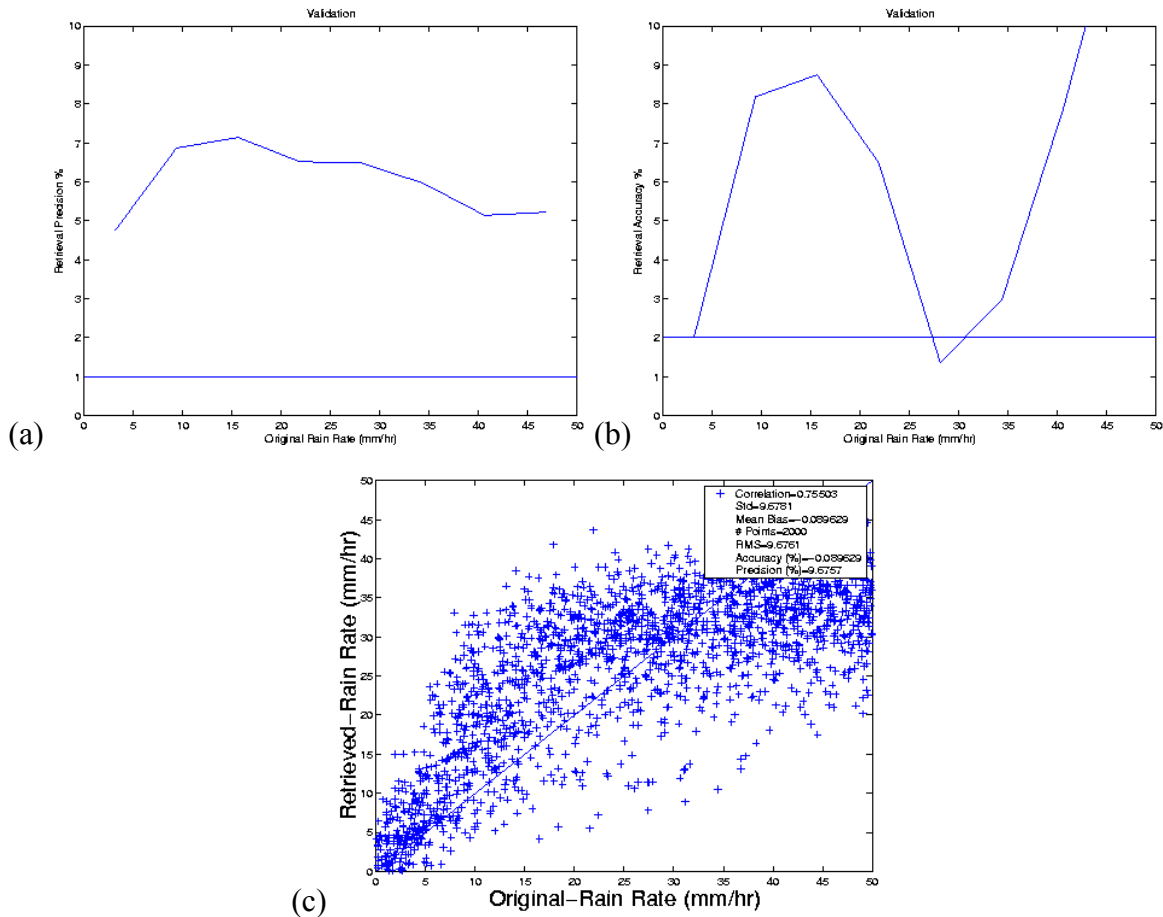 Validation
10
9
8
7
6
5
4
3
2
1
0
Retrieval Precision %
0 5 10 15 20 25 30 35 40 45 50
Original Rain Rate (mm/hr)
(a)
Validation
10
9
8
7
6
5
4
3
2
1
0
Retrieval Accuracy %
0 5 10 15 20 25 30 35 40 45 50
Original Rain Rate (mm/hr)
(b)
50
45
40
35
30
25
20
15
10
5
0
Retrieved-Rain Rate (mm/hr)
Correlation=0.75503
Std=9.6781
Mean Bias=-0.089629
# Points=2000
RMS=9.6761
Accuracy (%)=-0.089629
Precision (%)=9.6757
0 5 10 15 20 25 30 35 40 45 50
Original-Rain Rate (mm/hr)
(c)